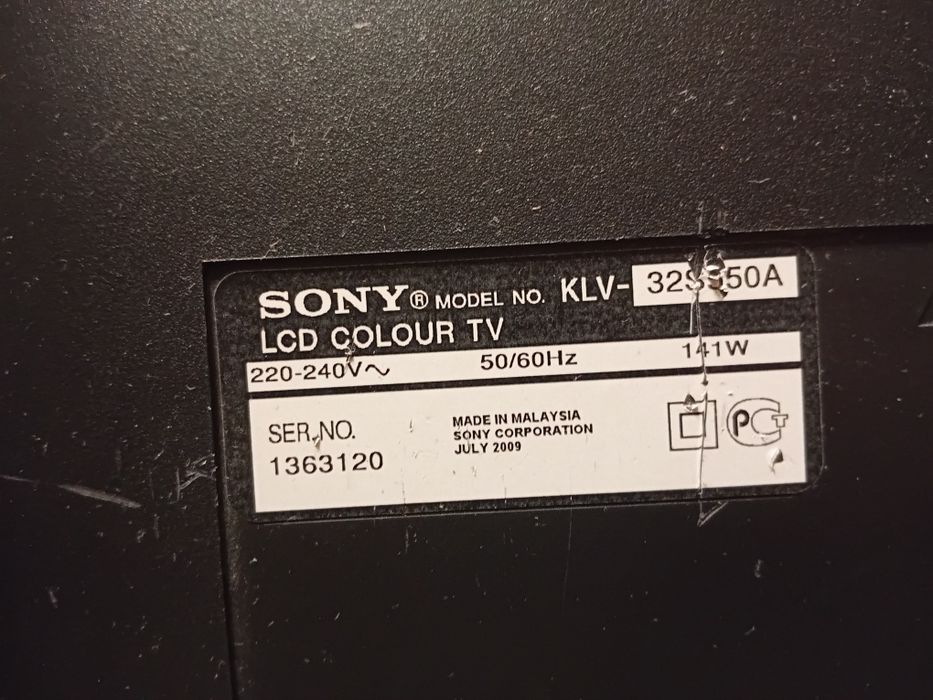 SONY® MODEL NO. KLV-
LCD COLOUR TV
220-240V～ 50/60Hz 141W
SER.NO.
1363120
MADE IN MALAYSIA
SONY CORPORATION
JULY 2009
PCT